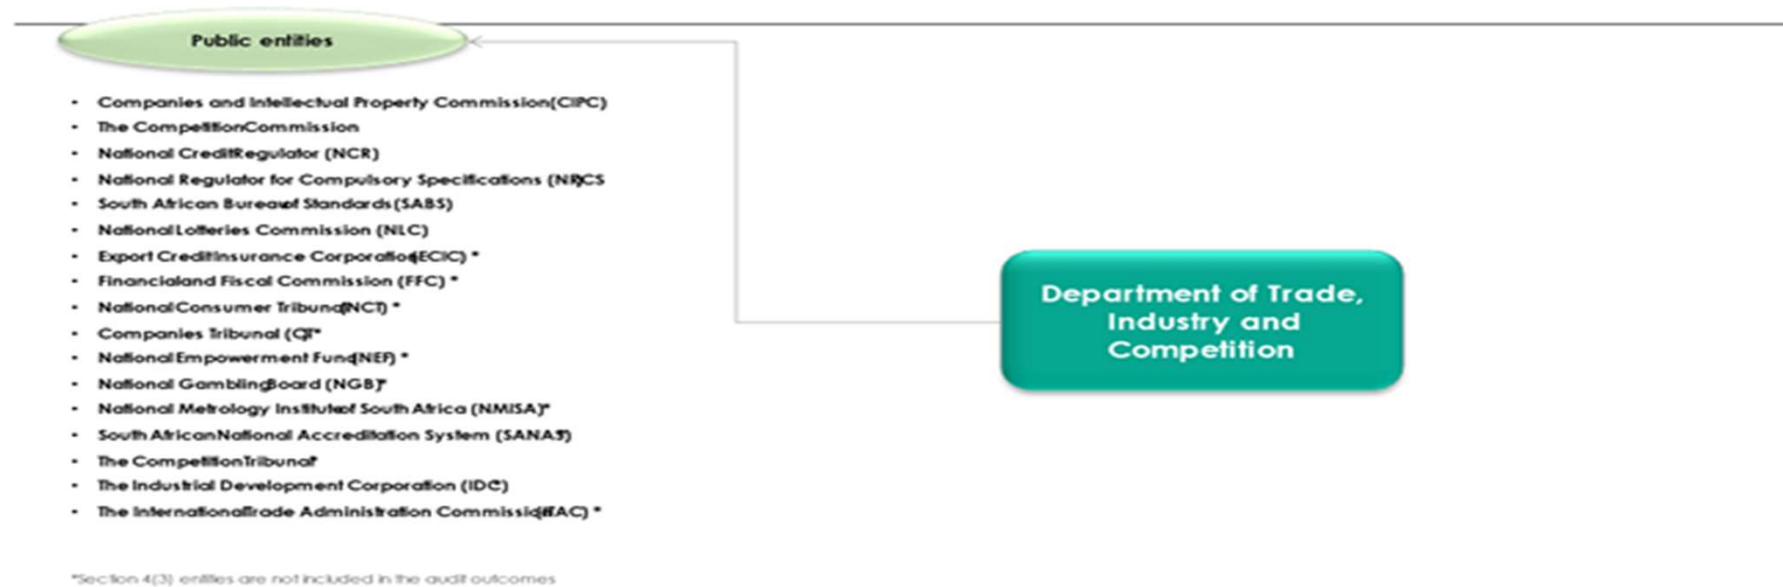 Public entities
• Companies and Intellectual Property Commission(CIPC)
• The CompetitionCommission
• National CreditRegulator (NCR)
• National Regulator for Compulsory Specifications (NRCS)
• South African Bureau of Standards(SABS)
• National Lotteries Commission (NLC)
• Export CreditInsurance Corporation(ECIC) *
• Financialand Fiscal Commission (FFC) *
• NationalConsumer Tribunal(NCT) *
• Companies Tribunal (CT)*
• NationalEmpowerment Fund(NEF) *
• National GamblingBoard (NGB)*
• National Metrology Instituteof South Africa (NMISA)*
• South AfricanNational Accreditation System (SANAS*)
• The CompetitionTribunal*
• The Industrial Development Corporation (IDC*)
• The InternationalTrade Administration Commission(ITAC) *
Department of Trade,
Industry and
Competition
*Section 4(3) entities are not included in the audit outcomes